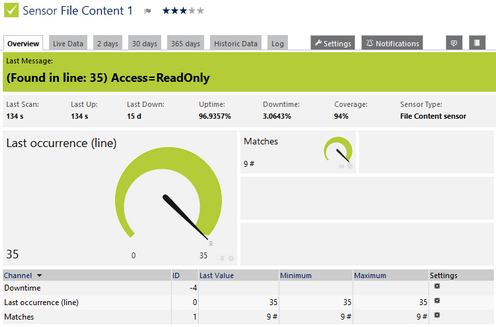 Sensor File Content 1
Overview Live Data 2 days 30 days 365 days Historic Data Log Settings Notifications
Last Message:
(Found in line: 35) Access=ReadOnly
Last Scan: Last Up: Last Down: Uptime: Downtime: Coverage: Sensor Type:
134 s 134 s 15 d 96.9357% 3.0643% 94% File Content sensor
Last occurrence (line)
35
0 35
Matches
9 #
Channel ID Last Value Minimum Maximum Settings
Downtime -4
Last occurrence (line) 0 35 35 35
Matches 1 9 # 9 # 9 #